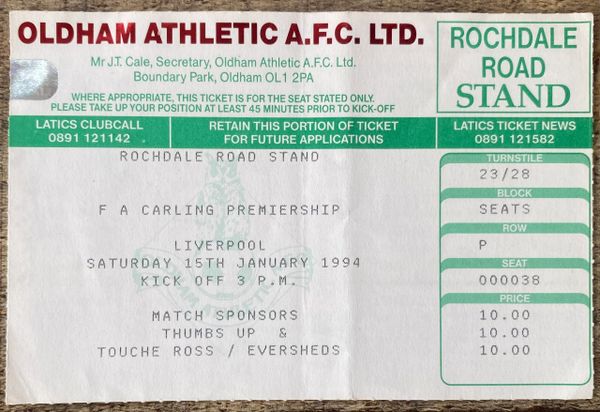 OLDHAM ATHLETIC A.F.C. LTD.
Mr J.T. Cale, Secretary, Oldham Athletic A.F.C. Ltd.
Boundary Park, Oldham OL1 2PA
WHERE APPROPRIATE, THIS TICKET IS FOR THE SEAT STATED ONLY.
PLEASE TAKE UP YOUR POSITION AT LEAST 45 MINUTES PRIOR TO KICK-OFF
ROCHDALE
ROAD
STAND
LATICS CLUBCALL
0891 121142
RETAIN THIS PORTION OF TICKET
FOR FUTURE APPLICATIONS
LATICS TICKET NEWS
0891 121582
ROCHDALE ROAD STAND
F A CARLING PREMIERSHIP
LIVERPOOL
SATURDAY 15TH JANUARY 1994
KICK OFF 3 P.M.
MATCH SPONSORS
THUMBS UP &
TOUCHE ROSS / EVERSHEDS
TURNSTILE
23/28
BLOCK
SEATS
ROW
P
SEAT
000038
PRICE
10.00
10.00
10.00